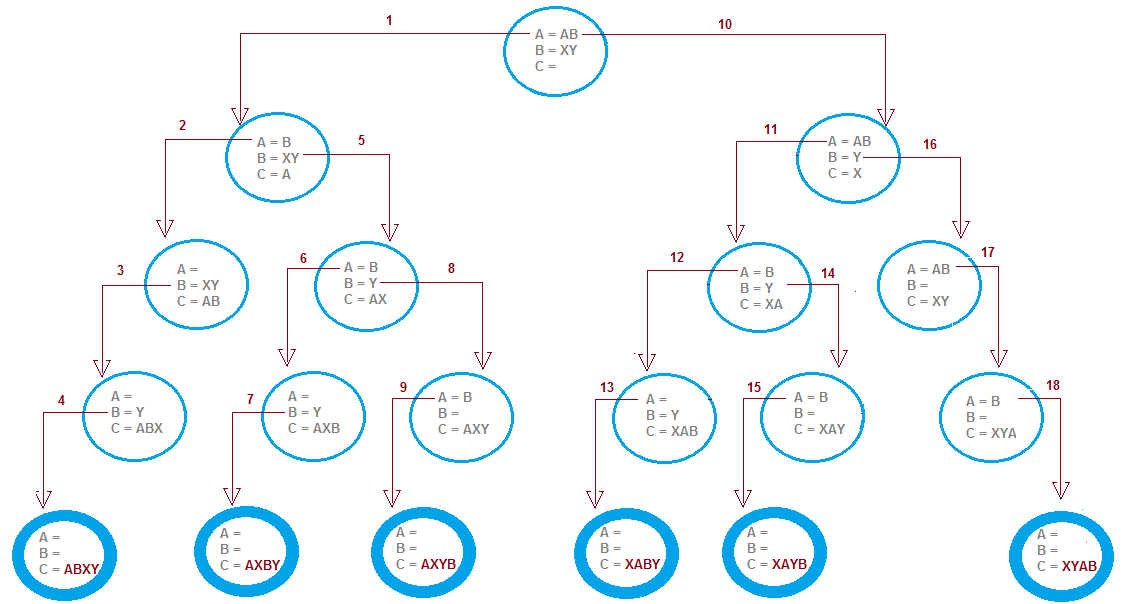 1
10
A = AB
B = XY
C =
2
5
11
16
A = B
B = XY
C = A
A = AB
B = Y
C = X
3
6
8
12
14
17
A =
B = XY
C = AB
A = B
B = Y
C = AX
A = B
B = Y
C = XA
A = AB
B =
C = XY
4
7
9
13
15
18
A =
B = Y
C = ABX
A =
B = Y
C = AXB
A = B
B =
C = AXY
A =
B = Y
C = XAB
A = B
B =
C = XAY
A = B
B =
C = XYA
A =
B =
C = ABXY
A =
B =
C = AXBY
A =
B =
C = AXYB
A =
B =
C = XABY
A =
B =
C = XAYB
A =
B =
C = XYAB